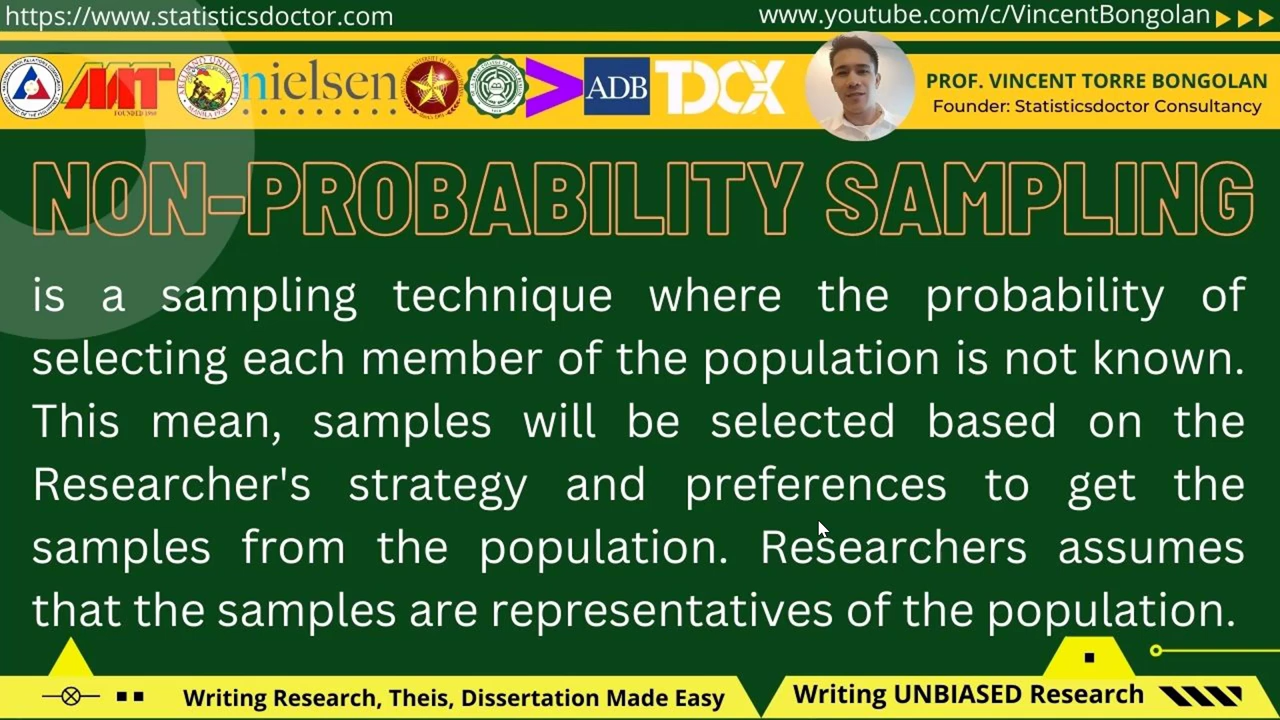 https://www.statisticsdoctor.com
www.youtube.com/c/VincentBongolan
nielsen
ADB
TDCX
PROF. VINCENT TORRE BONGOLAN
Founder: Statisticsdoctor Consultancy
NON-PROBABILITY SAMPLING
is a sampling technique where the probability of
selecting each member of the population is not known.
This mean, samples will be selected based on the
Researcher's strategy and preferences to get the
samples from the population. Researchers assumes
that the samples are representatives of the population.
Writing Research, Theis, Dissertation Made Easy
Writing UNBIASED Research